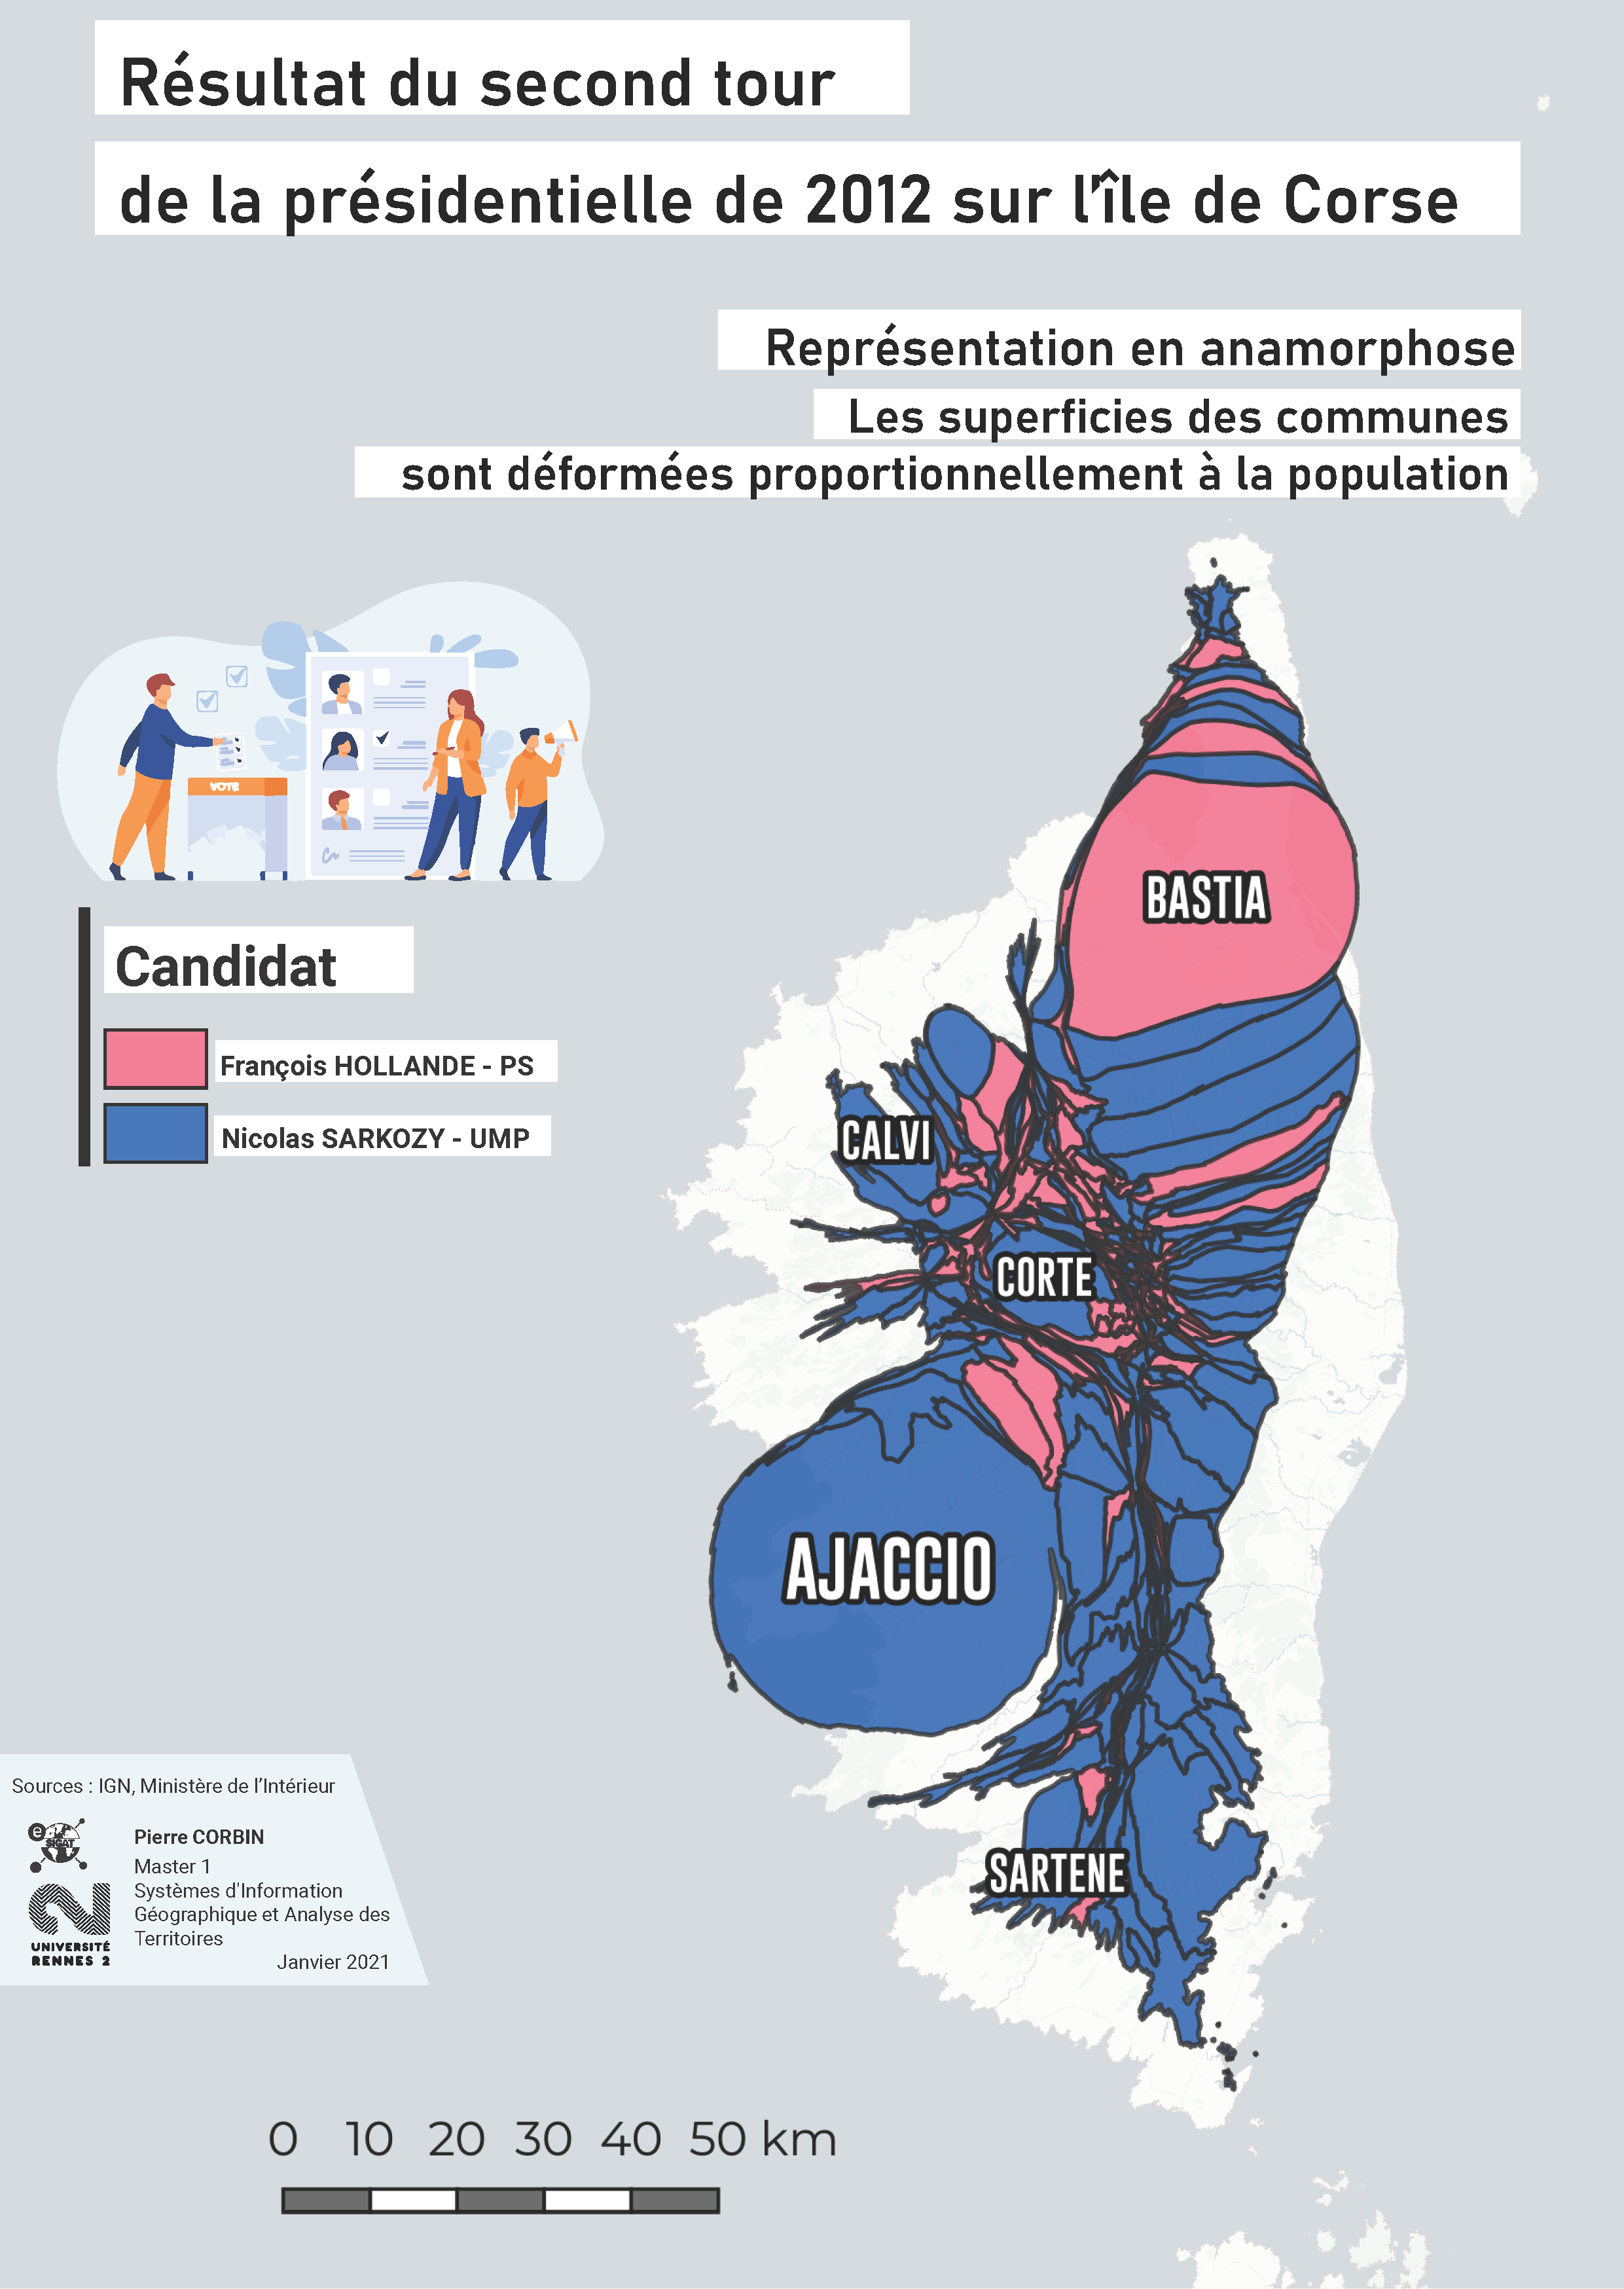 Résultat du second tour
de la présidentielle de 2012 sur l'île de Corse
Représentation en anamorphose
Les superficies des communes
sont déformées proportionnellement à la population
VOTE
Candidat
François HOLLANDE - PS
Nicolas SARKOZY - UMP
BASTIA
CALVI
CORTE
AJACCIO
SARTENE
Sources : IGN, Ministère de l’Intérieur
e
SIGAT
Pierre CORBIN
Master 1
Systèmes d'Information
Géographique et Analyse des
Territoires
Janvier 2021
UNIVERSITÉ
RENNES 2
0 10 20 30 40 50 km